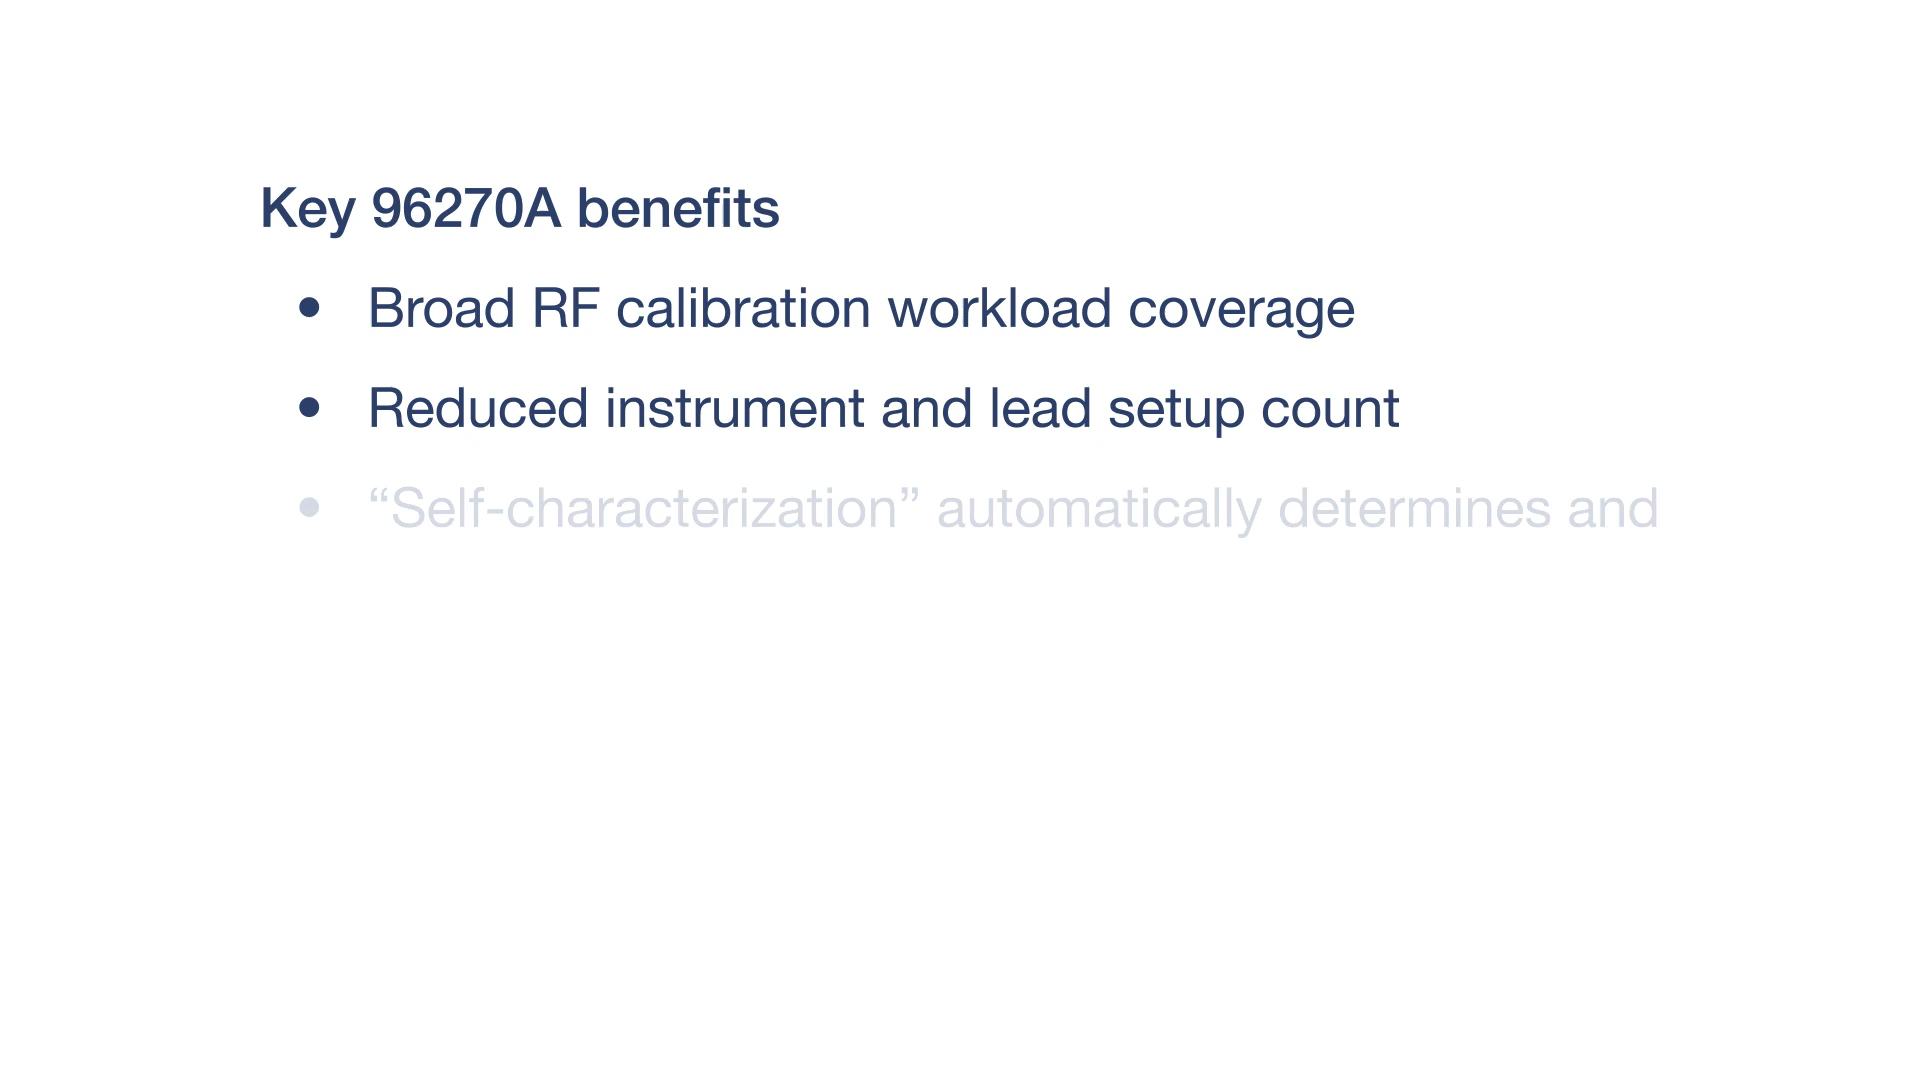 Key 96270A benefits
• Broad RF calibration workload coverage
• Reduced instrument and lead setup count
• “Self-characterization” automatically determines and